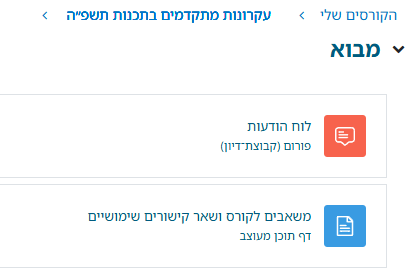 הקורסים שלי > עקרונות מתקדמים בתכנות תשפ״ה >
מבוא
לוח הודעות
פורום (קבוצת־דיון)
משאבים לקורס ושאר קישורים שימושיים
דף תוכן מעוצב